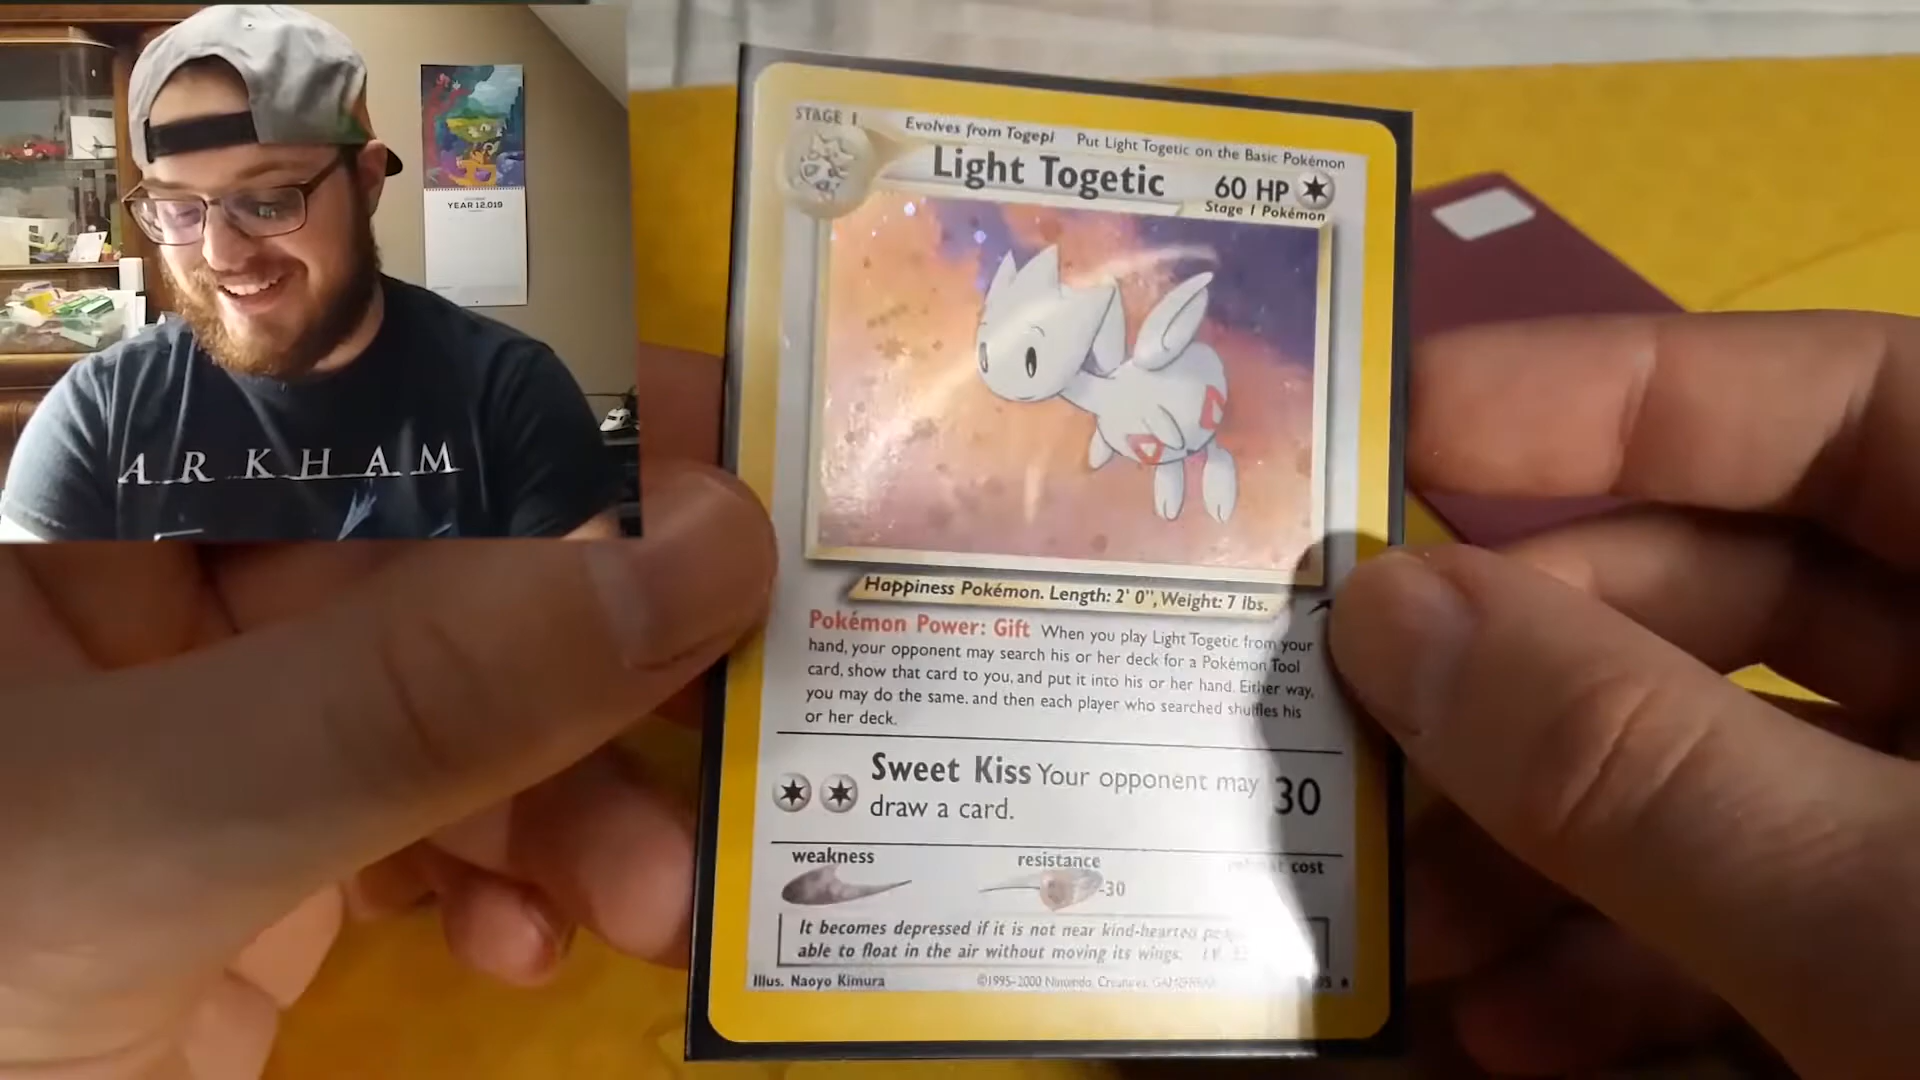 YEAR 12,019
ARKHAM
STAGE 1
Evolves from Togepi Put Light Togetic on the Basic Pokémon
Light Togetic 60 HP
Stage 1 Pokémon
Happiness Pokémon. Length: 2' 0", Weight: 7 lbs.
Pokémon Power: Gift When you play Light Togetic from your
hand, your opponent may search his or her deck for a Pokémon Tool
card, show that card to you, and put it into his or her hand. Either way,
you may do the same, and then each player who searched shuffles his
or her deck.
Sweet Kiss Your opponent may 30
draw a card.
weakness resistance cost
-30
It becomes depressed if it is not near kind-hearted
able to float in the air without moving its wings.
Illus. Naoyo Kimura ©1995-2000 Nintendo, Creatures,